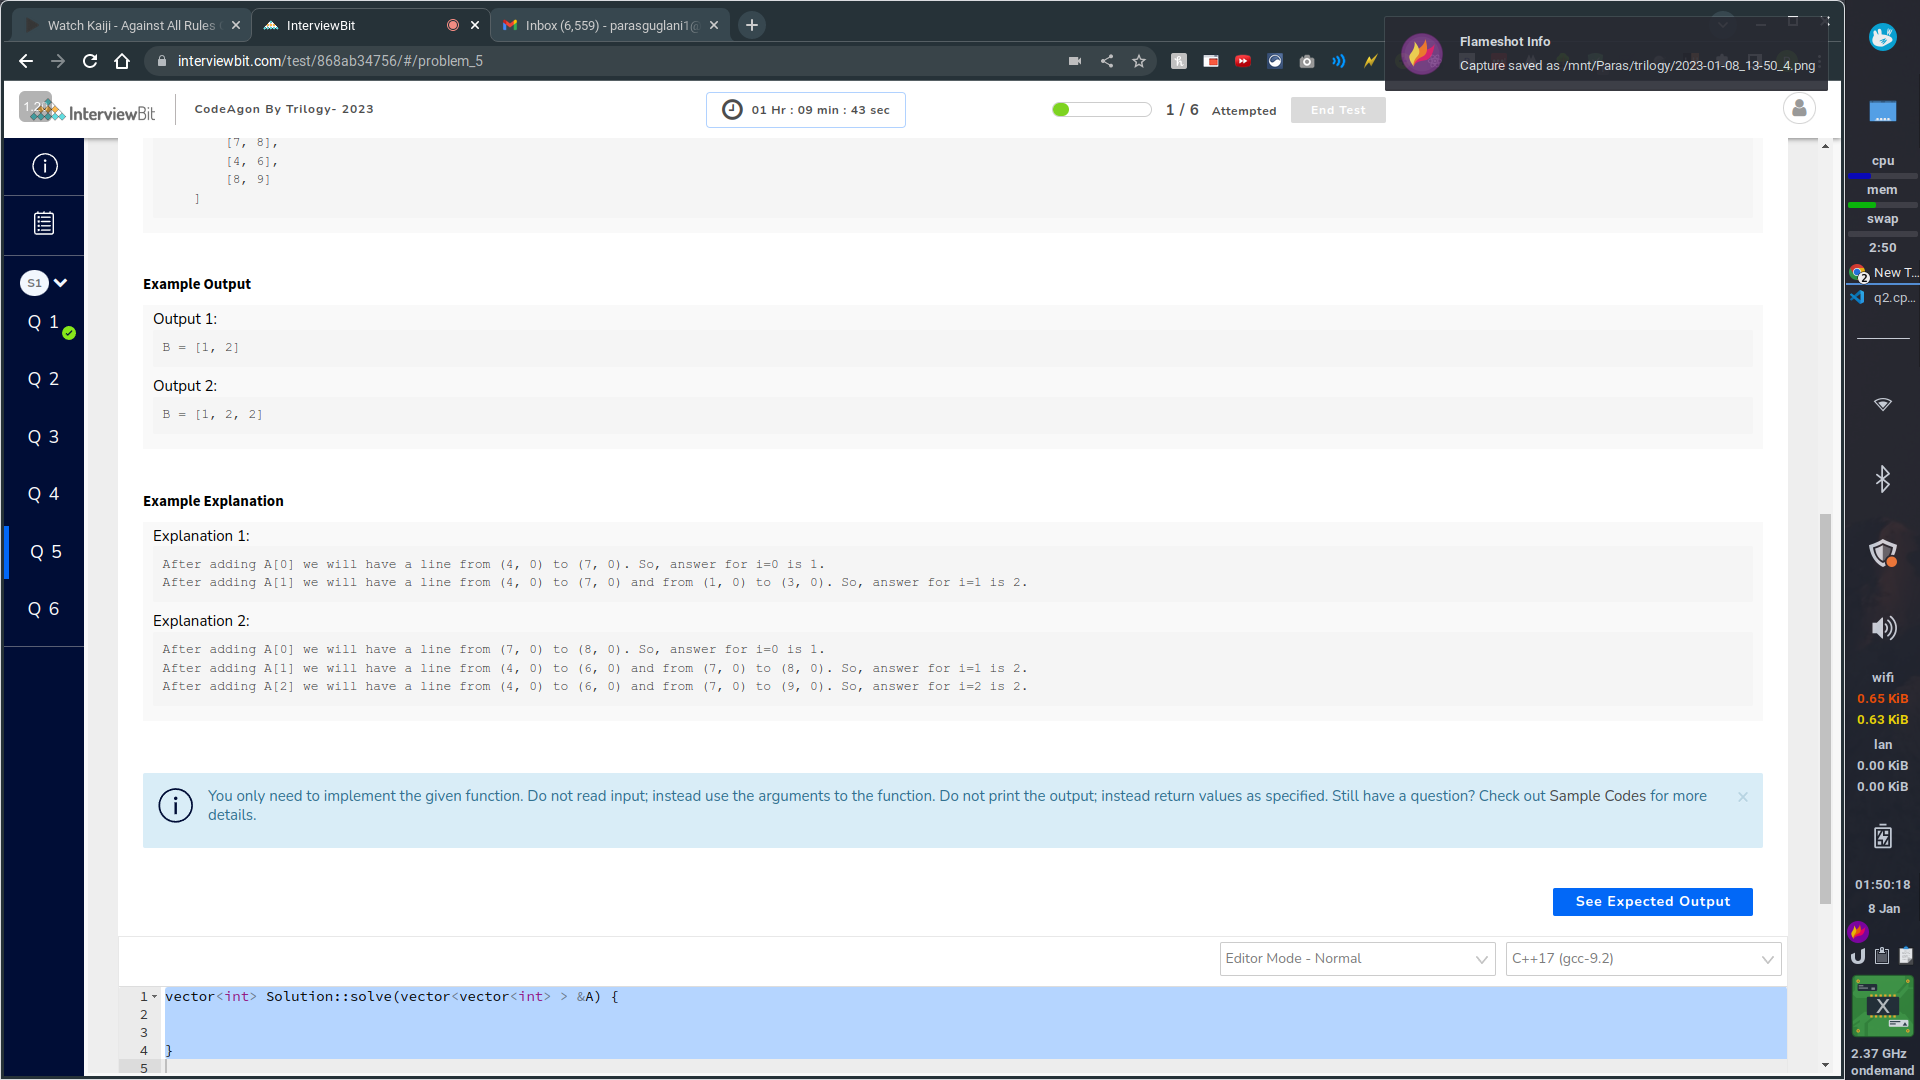 Watch Kaiji - Against All Rules
InterviewBit
Inbox (6,559) - parasguglani1@
interviewbit.com/test/868ab34756/#/problem_5
Flameshot Info
Capture saved as /mnt/Paras/trilogy/2023-01-08_13-50_4.png
InterviewBit
CodeAgon By Trilogy- 2023
01 Hr : 09 min : 43 sec
1 / 6 Attempted
End Test
S1
Q 1
Q 2
Q 3
Q 4
Q 5
Q 6
[7, 8],
[4, 6],
[8, 9]
]
Example Output
Output 1:
B = [1, 2]
Output 2:
B = [1, 2, 2]
Example Explanation
Explanation 1:
After adding A[0] we will have a line from (4, 0) to (7, 0). So, answer for i=0 is 1.
After adding A[1] we will have a line from (4, 0) to (7, 0) and from (1, 0) to (3, 0). So, answer for i=1 is 2.
Explanation 2:
After adding A[0] we will have a line from (7, 0) to (8, 0). So, answer for i=0 is 1.
After adding A[1] we will have a line from (4, 0) to (6, 0) and from (7, 0) to (8, 0). So, answer for i=1 is 2.
After adding A[2] we will have a line from (4, 0) to (6, 0) and from (7, 0) to (9, 0). So, answer for i=2 is 2.
You only need to implement the given function. Do not read input; instead use the arguments to the function. Do not print the output; instead return values as specified. Still have a question? Check out Sample Codes for more
details.
See Expected Output
Editor Mode - Normal
C++17 (gcc-9.2)
1 vector<int> Solution::solve(vector<vector<int> > &A) {
2
3
4 }
5
cpu
mem
swap
2:50
2
New T...
q2.cp...
wifi
0.65 KiB
0.63 KiB
lan
0.00 KiB
0.00 KiB
01:50:18
8 Jan
X
2.37 GHz
ondemand